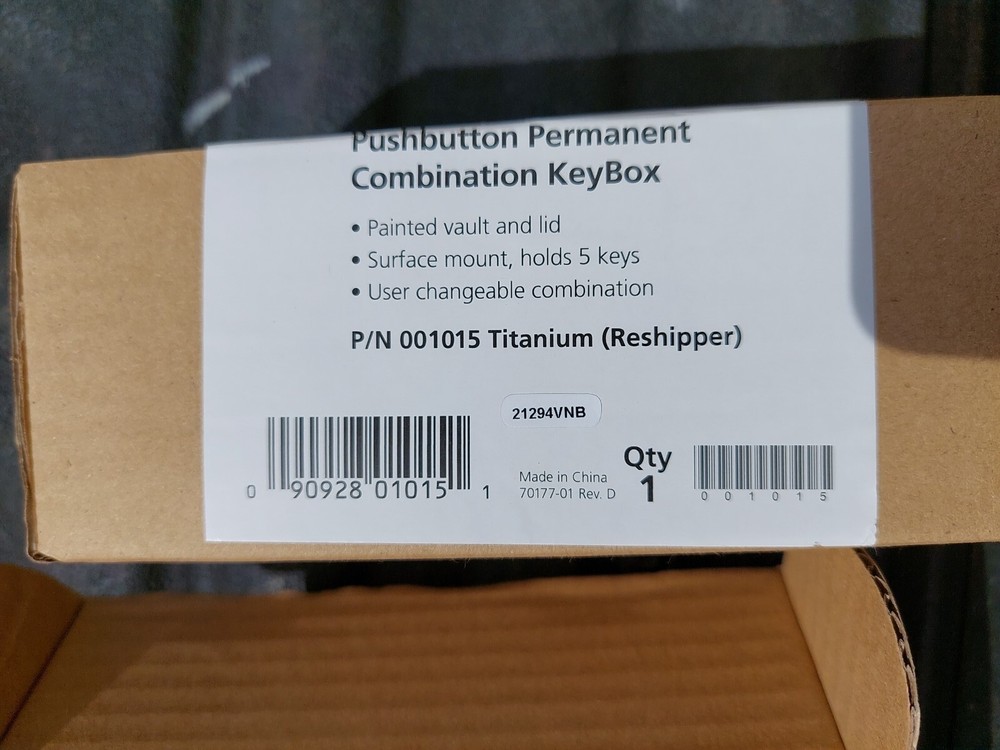 Pushbutton Permanent
Combination KeyBox
• Painted vault and lid
• Surface mount, holds 5 keys
• User changeable combination
P/N 001015 Titanium (Reshipper)
21294VNB
0 90928 01015 1
Made in China
70177-01 Rev. D
Qty
1
0 0 1 0 1 5